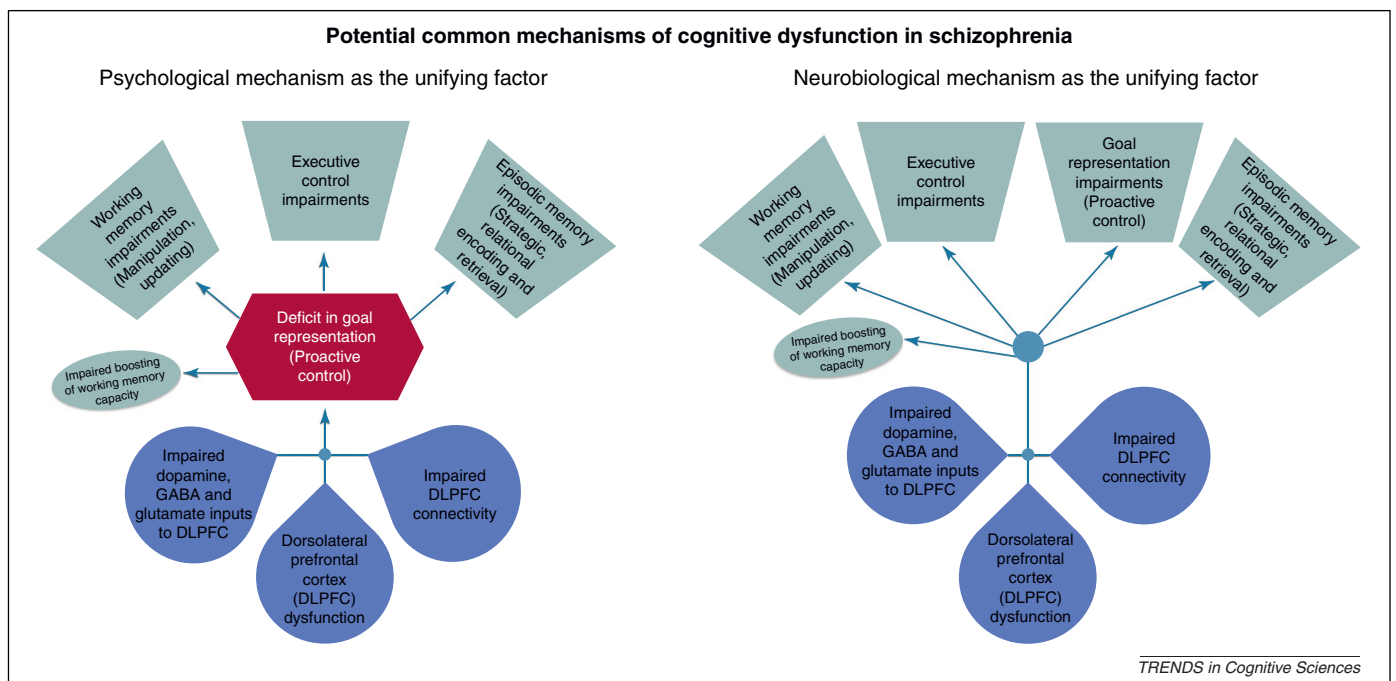 Potential common mechanisms of cognitive dysfunction in schizophrenia
Psychological mechanism as the unifying factor
Working
memory
impairments
(Manipulation,
updating)
Executive
control
impairments
Episodic memory
impairments
(Strategic,
relational
encoding and
retrieval)
Deficit in goal
representation
(Proactive
control)
Impaired boosting
of working memory
capacity
Impaired
dopamine,
GABA and
glutamate inputs
to DLPFC
Dorsolateral
prefrontal
cortex
(DLPFC)
dysfunction
Impaired
DLPFC
connectivity
Neurobiological mechanism as the unifying factor
Working
memory
impairments
(Manipulation,
updatiing)
Executive
control
impairments
Goal
representation
impairments
(Proactive
control)
Episodic memory
impairments
(Strategic,
relational
encoding and
retrieval)
Impaired boosting
of working memory
capacity
Impaired
dopamine,
GABA and
glutamate inputs
to DLPFC
Dorsolateral
prefrontal
cortex
(DLPFC)
dysfunction
Impaired
DLPFC
connectivity
TRENDS in Cognitive Sciences